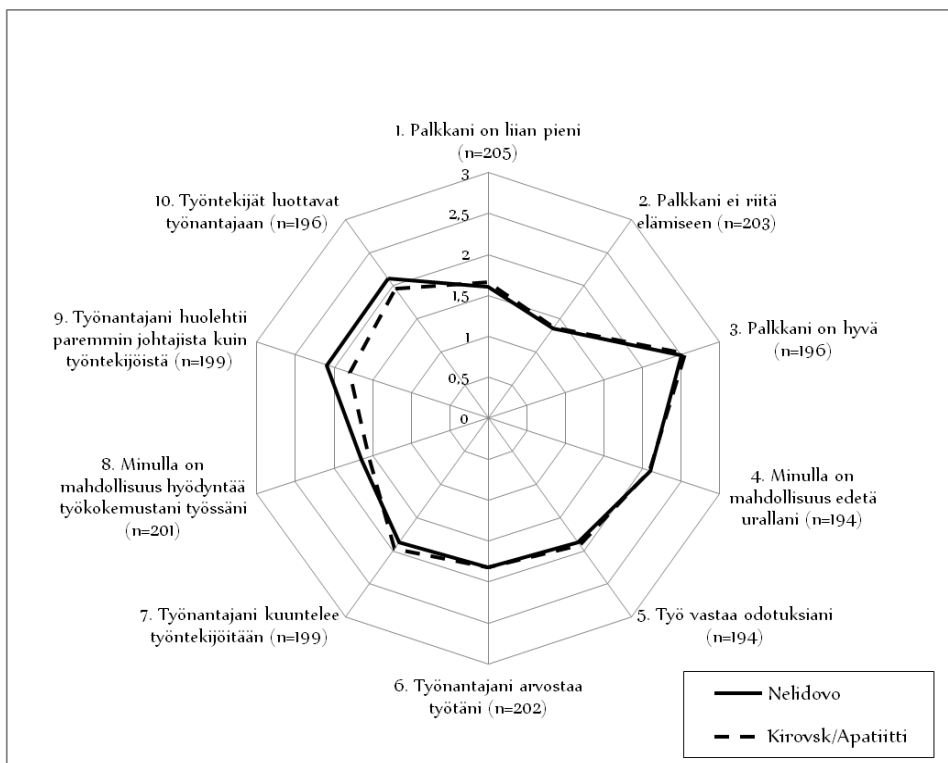 1. Palkkani on liian pieni
(n=205)
2. Palkkani ei riitä
elämiseen (n=203)
3. Palkkani on hyvä
(n=196)
4. Minulla on
mahdollisuus edetä
urallani (n=194)
5. Työ vastaa odotuksiani
(n=194)
6. Työnantajani arvostaa
työtäni (n=202)
7. Työnantajani kuuntelee
työntekijöitään (n=199)
8. Minulla on
mahdollisuus hyödyntää
työkokemustani työssäni
(n=201)
9. Työnantajani huolehtii
paremmin johtajista kuin
työntekijöistä (n=199)
10. Työntekijät luottavat
työnantajaan (n=196)
3
2,5
2
1,5
1
0,5
0
Nelidovo
Kirovsk/Apatiitti